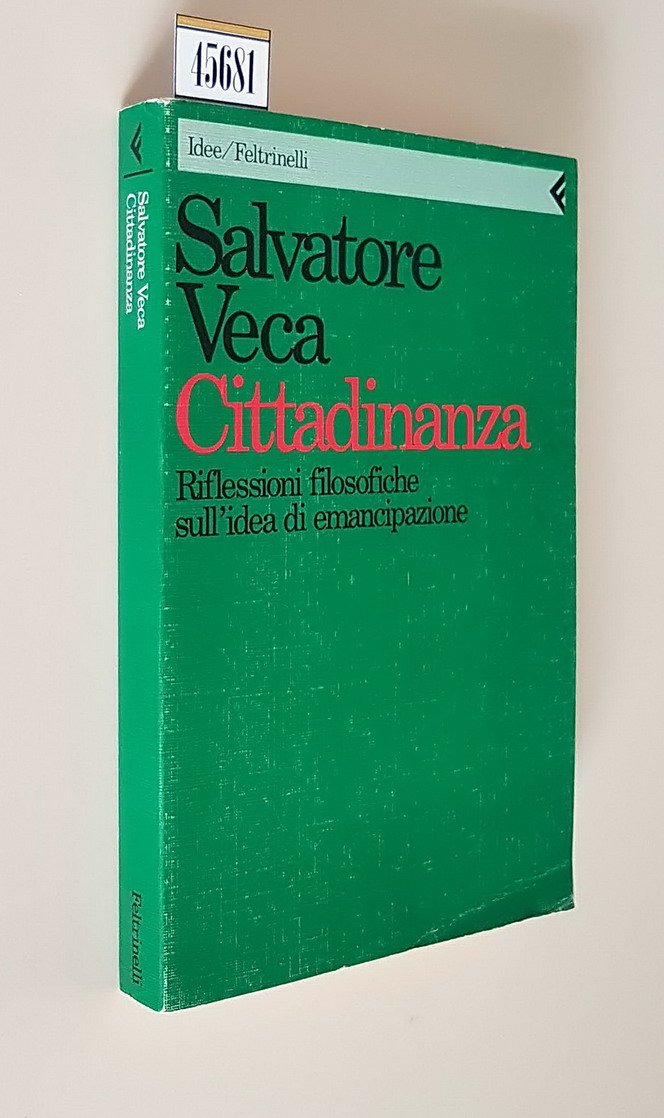 45681
Idee/Feltrinelli
Salvatore
Veca
Cittadinanza
Riflessioni filosofiche
sull'idea di emancipazione
Salvatore Veca
Cittadinanza
Feltrinelli